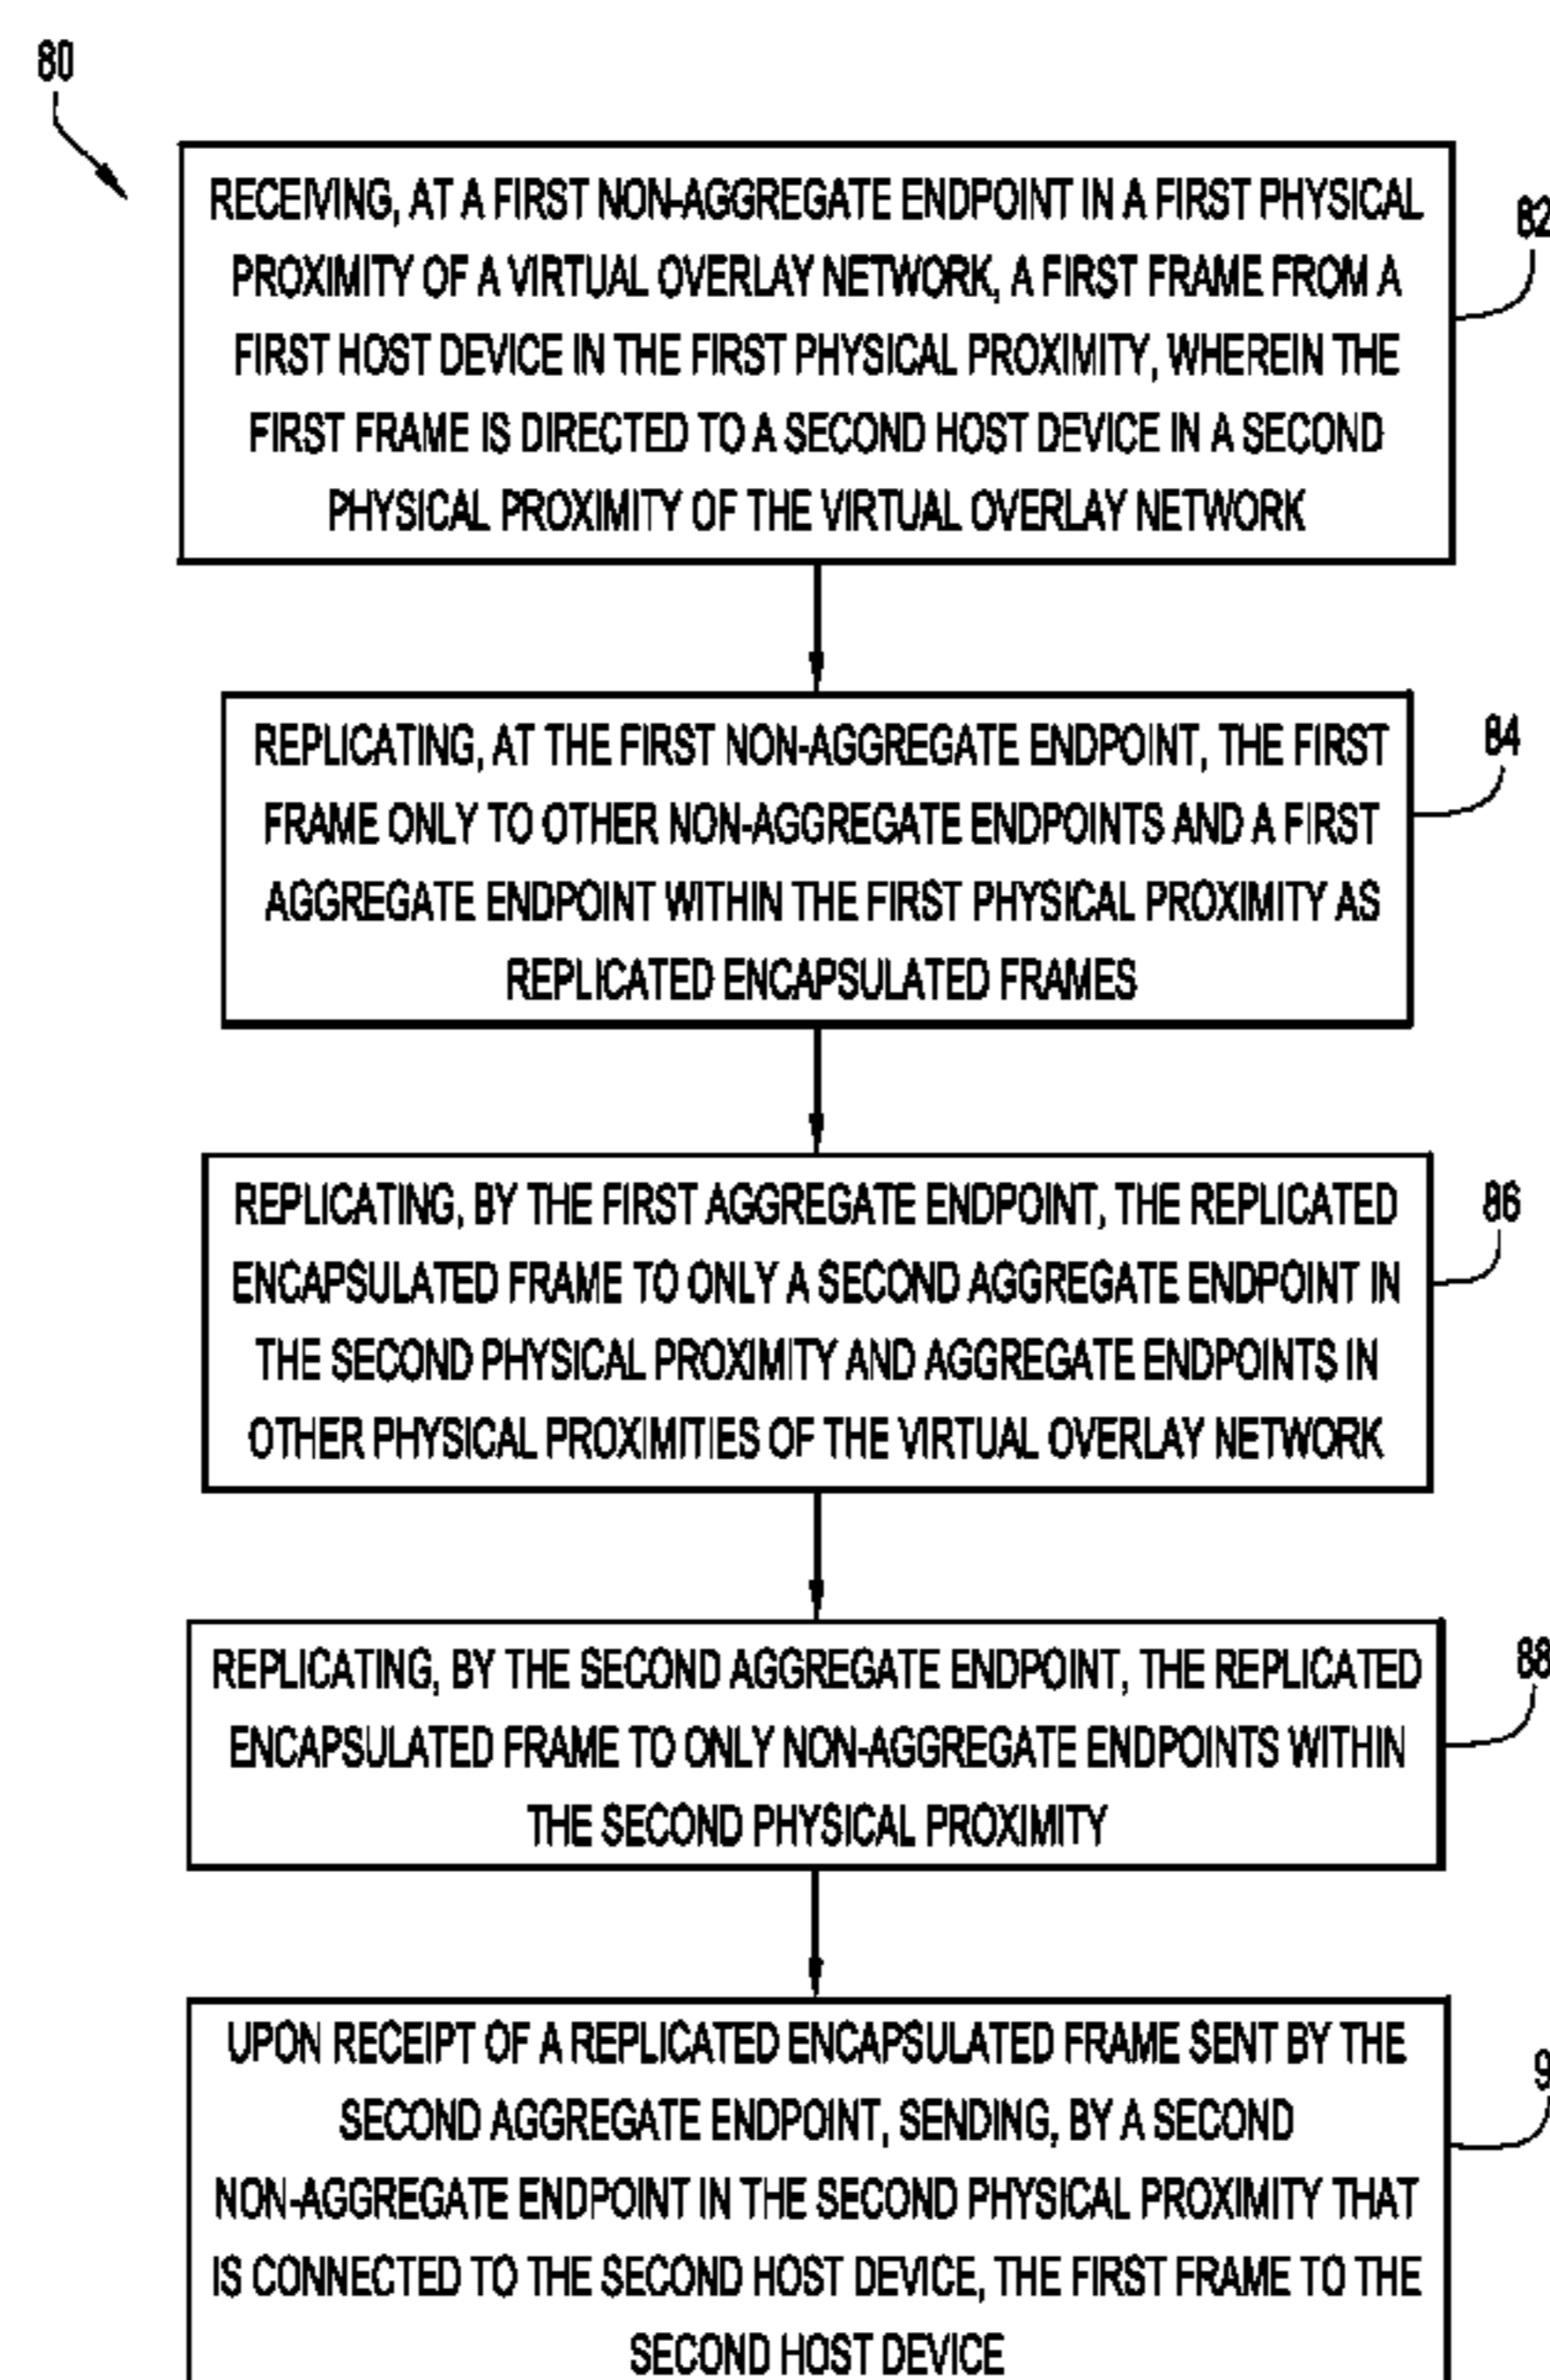 80
RECEIVING, AT A FIRST NON-AGGREGATE ENDPOINT IN A FIRST PHYSICAL
PROXIMITY OF A VIRTUAL OVERLAY NETWORK, A FIRST FRAME FROM A
FIRST HOST DEVICE IN THE FIRST PHYSICAL PROXIMITY, WHEREIN THE
FIRST FRAME IS DIRECTED TO A SECOND HOST DEVICE IN A SECOND
PHYSICAL PROXIMITY OF THE VIRTUAL OVERLAY NETWORK
82
REPLICATING, AT THE FIRST NON-AGGREGATE ENDPOINT, THE FIRST
FRAME ONLY TO OTHER NON-AGGREGATE ENDPOINTS AND A FIRST
AGGREGATE ENDPOINT WITHIN THE FIRST PHYSICAL PROXIMITY AS
REPLICATED ENCAPSULATED FRAMES
84
REPLICATING, BY THE FIRST AGGREGATE ENDPOINT, THE REPLICATED
ENCAPSULATED FRAME TO ONLY A SECOND AGGREGATE ENDPOINT IN
THE SECOND PHYSICAL PROXIMITY AND AGGREGATE ENDPOINTS IN
OTHER PHYSICAL PROXIMITIES OF THE VIRTUAL OVERLAY NETWORK
86
REPLICATING, BY THE SECOND AGGREGATE ENDPOINT, THE REPLICATED
ENCAPSULATED FRAME TO ONLY NON-AGGREGATE ENDPOINTS WITHIN
THE SECOND PHYSICAL PROXIMITY
88
UPON RECEIPT OF A REPLICATED ENCAPSULATED FRAME SENT BY THE
SECOND AGGREGATE ENDPOINT, SENDING, BY A SECOND
NON-AGGREGATE ENDPOINT IN THE SECOND PHYSICAL PROXIMITY THAT
IS CONNECTED TO THE SECOND HOST DEVICE, THE FIRST FRAME TO THE
SECOND HOST DEVICE